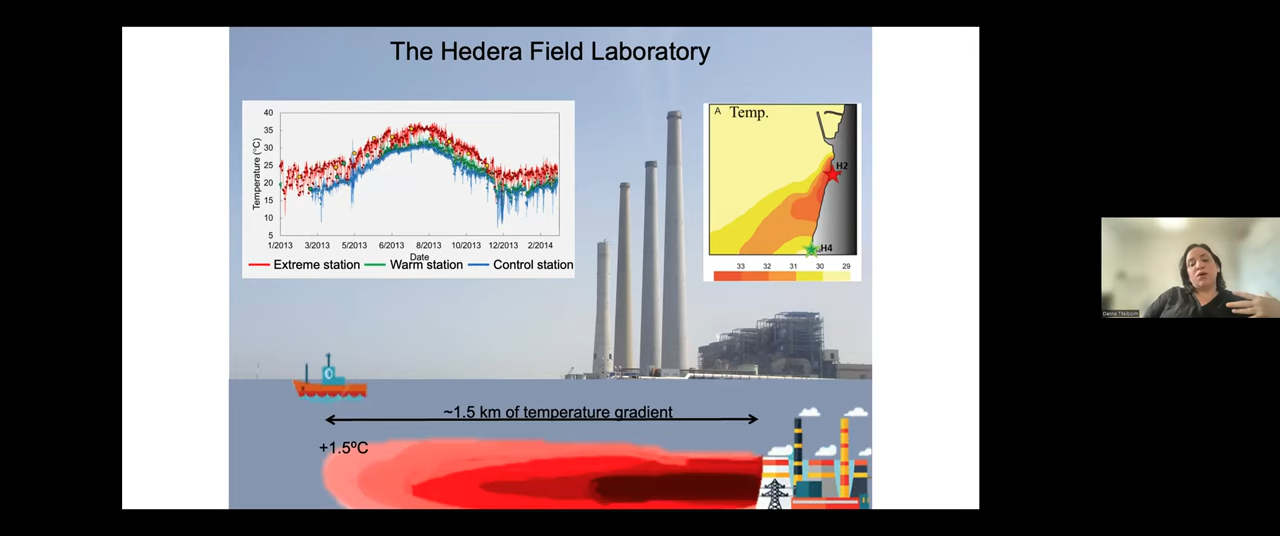 The Hedera Field Laboratory
40
35
30
25
20
15
10
5
Temperature (°C)
1/2013 3/2013 5/2013 6/2013 8/2013 10/2013 12/2013 2/2014
Date
Extreme station Warm station Control station
A Temp.
H2
H4
33 32 31 30 29
~1.5 km of temperature gradient
+1.5ºC